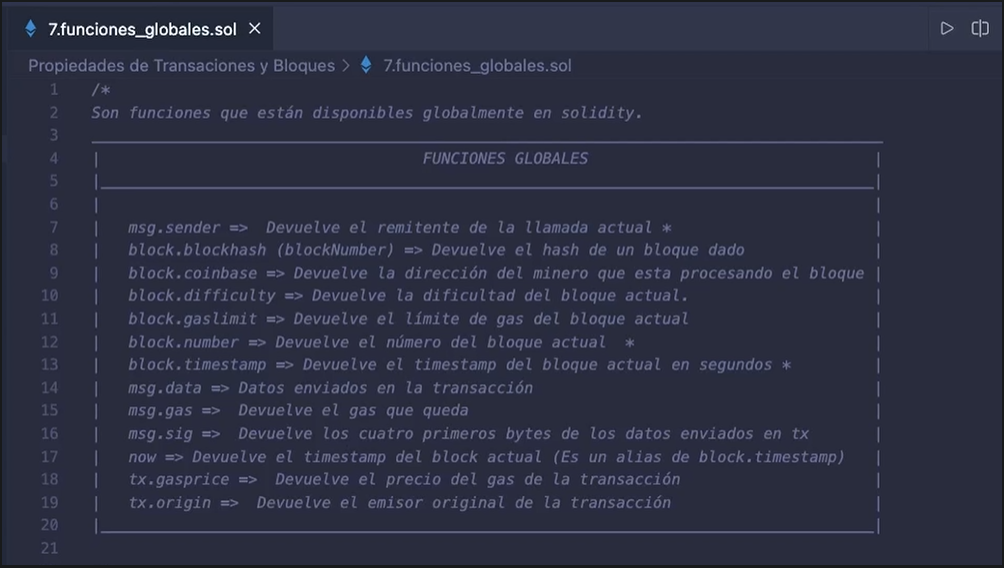 7.funciones_globales.sol
Propiedades de Transaciones y Bloques > 7.funciones_globales.sol
1 /*
2 Son funciones que están disponibles globalmente en solidity.
3
4 | FUNCIONES GLOBALES |
5 | |
6 | |
7 | msg.sender => Devuelve el remitente de la llamada actual * |
8 | block.blockhash (blockNumber) => Devuelve el hash de un bloque dado |
9 | block.coinbase => Devuelve la dirección del minero que esta procesando el bloque |
10 | block.difficulty => Devuelve la dificultad del bloque actual. |
11 | block.gaslimit => Devuelve el límite de gas del bloque actual |
12 | block.number => Devuelve el número del bloque actual * |
13 | block.timestamp => Devuelve el timestamp del bloque actual en segundos * |
14 | msg.data => Datos enviados en la transacción |
15 | msg.gas => Devuelve el gas que queda |
16 | msg.sig => Devuelve los cuatro primeros bytes de los datos enviados en tx |
17 | now => Devuelve el timestamp del block actual (Es un alias de block.timestamp) |
18 | tx.gasprice => Devuelve el precio del gas de la transacción |
19 | tx.origin => Devuelve el emisor original de la transacción |
20 | |
21